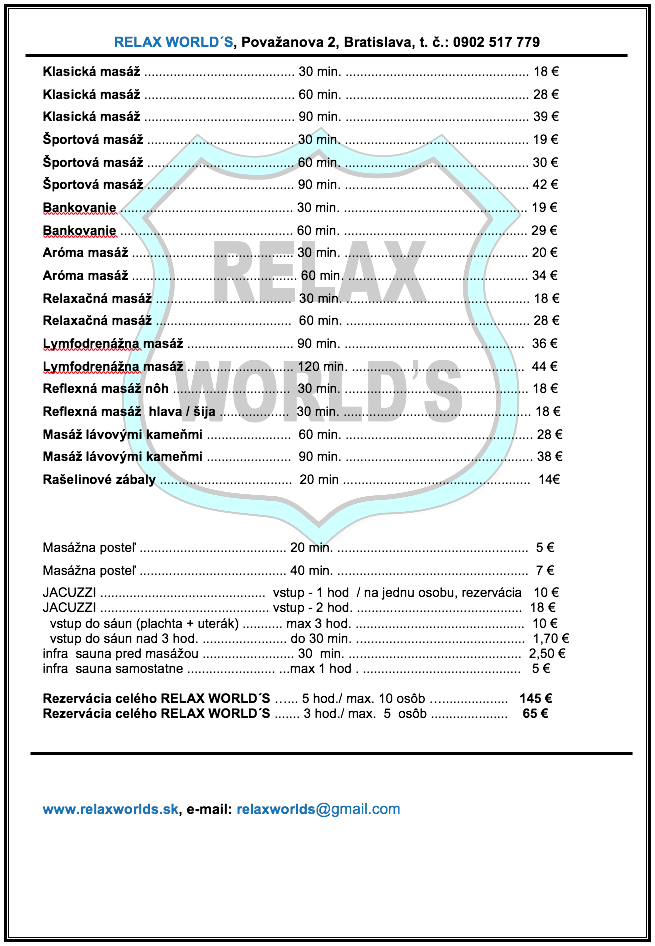 RELAX WORLD´S, Považanova 2, Bratislava, t. č.: 0902 517 779
Klasická masáž ......................................... 30 min. .................................................. 18 €
Klasická masáž ......................................... 60 min. .................................................. 28 €
Klasická masáž ......................................... 90 min. .................................................. 39 €
Športová masáž ........................................ 30 min. .................................................. 19 €
Športová masáž ........................................ 60 min. .................................................. 30 €
Športová masáž ........................................ 90 min. .................................................. 42 €
Bankovanie ............................................... 30 min. ................................................ 19 €
Bankovanie ............................................... 60 min. ................................................ 29 €
Aróma masáž ............................................ 30 min. .................................................. 20 €
Aróma masáž ............................................. 60 min. ................................................ 34 €
Relaxačná masáž ..................................... 30 min. .................................................. 18 €
Relaxačná masáž ..................................... 60 min. .................................................. 28 €
Lymfodrenážna masáž ............................. 90 min. ................................................ 36 €
Lymfodrenážna masáž ............................. 120 min. .............................................. 44 €
Reflexná masáž nôh ................................. 30 min. .................................................. 18 €
Reflexná masáž hlava / šija ................... 30 min. .................................................... 18 €
Masáž lávovými kameňmi ....................... 60 min. .................................................... 28 €
Masáž lávovými kameňmi ....................... 90 min. .................................................... 38 €
Rašelinové zábaly .................................... 20 min ................................................... 14€
RELAX
WORLD'S
Masážna posteľ ........................................ 20 min. .................................................... 5 €
Masážna posteľ ........................................ 40 min. .................................................... 7 €
JACUZZI ............................................. vstup - 1 hod / na jednu osobu, rezervácia 10 €
JACUZZI .............................................. vstup - 2 hod. ............................................. 18 €
vstup do sáun (plachta + uterák) ........... max 3 hod. .............................................. 10 €
vstup do sáun nad 3 hod. ....................... do 30 min. .............................................. 1,70 €
infra sauna pred masážou ......................... 30 min. ................................................ 2,50 €
infra sauna samostatne ........................ ...max 1 hod . ........................................... 5 €
Rezervácia celého RELAX WORLD´S …... 5 hod./ max. 10 osôb …................... 145 €
Rezervácia celého RELAX WORLD´S ....... 3 hod./ max. 5 osôb ..................... 65 €
www.relaxworlds.sk, e-mail: relaxworlds@gmail.com